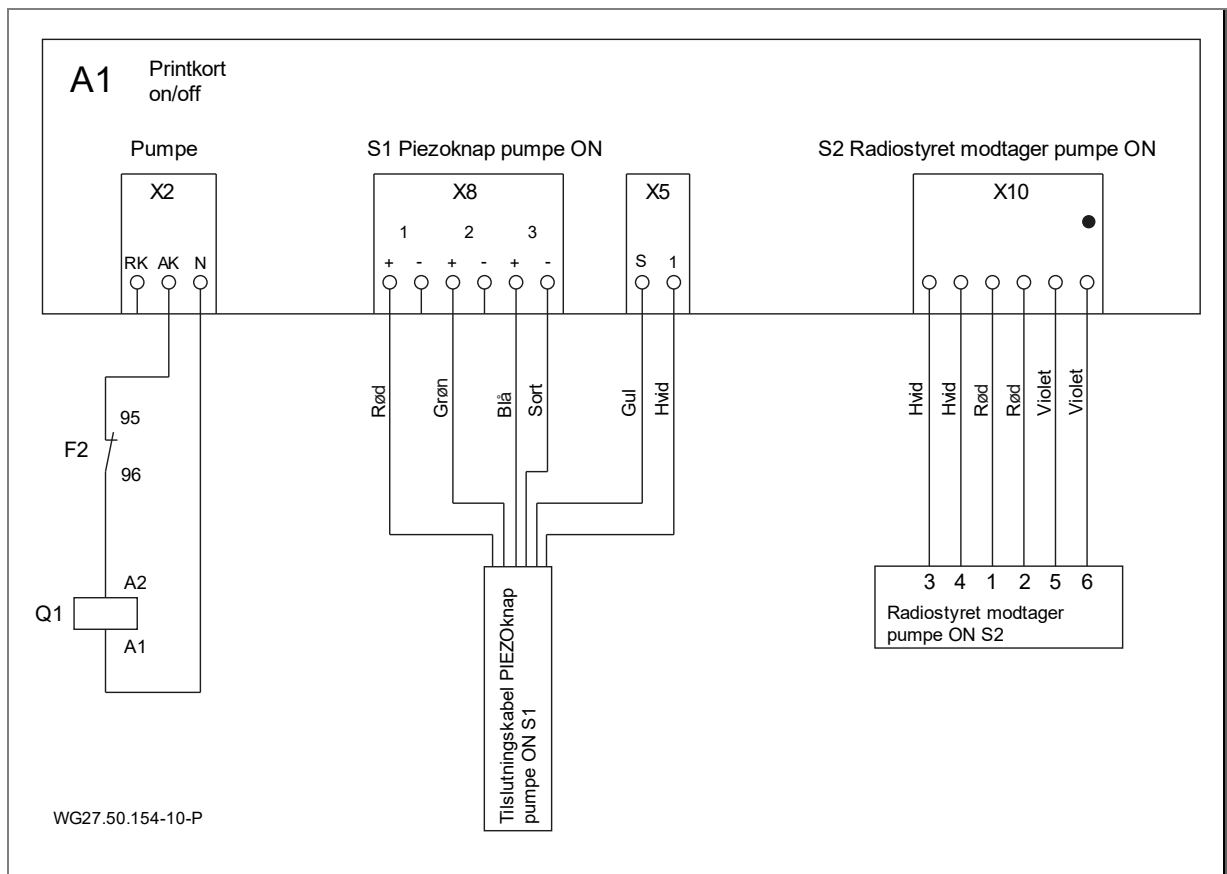 A1
Printkort
on/off
Pumpe
S1 Piezoknap pumpe ON
S2 Radiostyret modtager pumpe ON
X2
X8
X5
X10
1 2 3
RK AK N
+ - + - + -
S 1
Rød
Grøn
Blå
Sort
Gul
Hvid
Hvid
Hvid
Rød
Rød
Violet
Violet
95
F2
96
A2
Q1
A1
3 4 1 2 5 6
Radiostyret modtager
pumpe ON S2
Tilslutningskabel PIEZOknap
pumpe ON S1
WG27.50.154-10-P